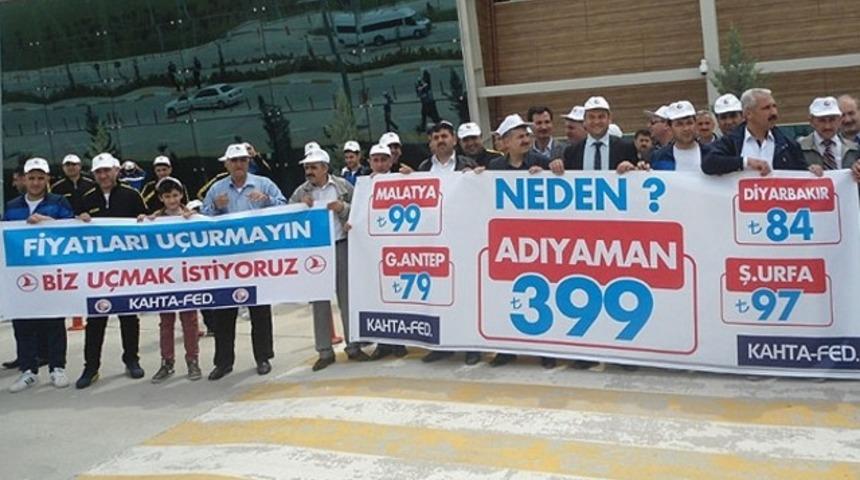 FİYATLARI UÇURMAYIN
BİZ UÇMAK İSTİYORUZ
KAHTA-FED.
MALATYA
₺99
G.ANTEP
₺79
KAHTA-FED.
NEDEN ?
ADIYAMAN
₺399
DİYARBAKIR
₺84
Ş.URFA
₺97
KAHTA-FED.